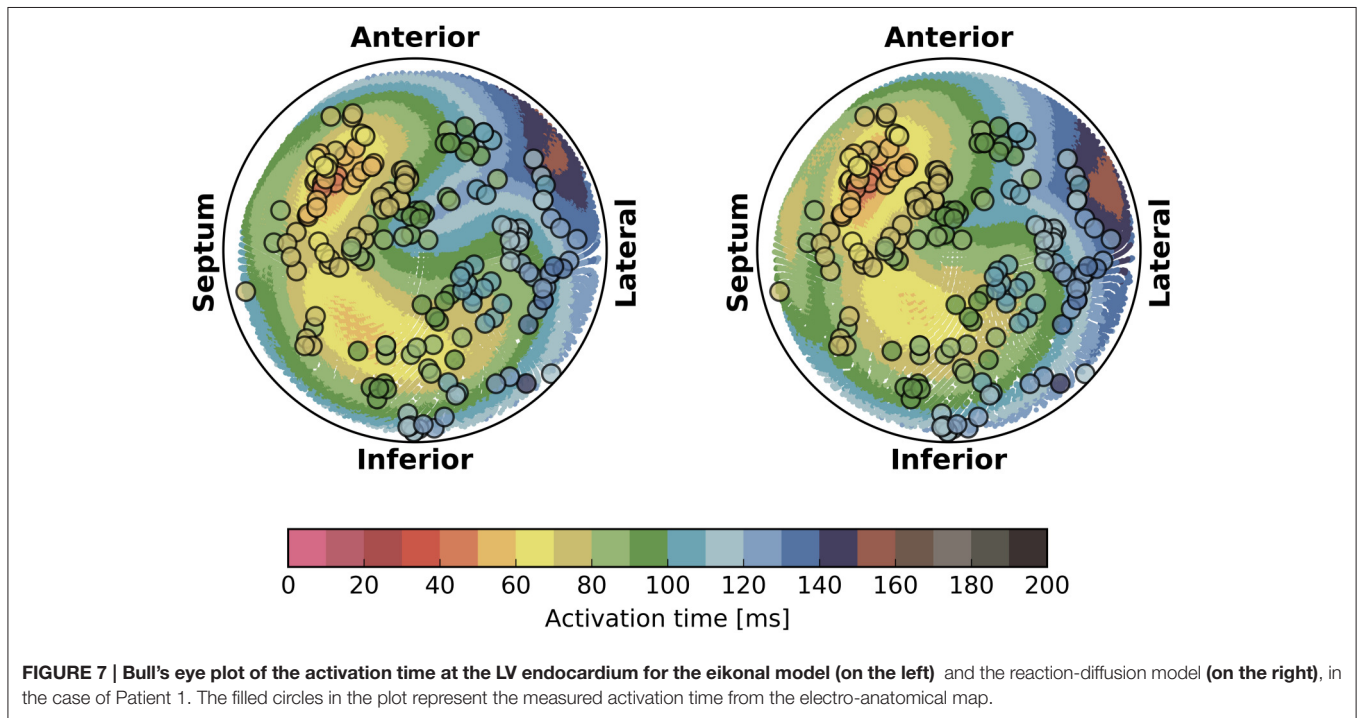 Anterior
Anterior
Septum
Lateral
Septum
Lateral
Inferior
Inferior
0 20 40 60 80 100 120 140 160 180 200
Activation time [ms]
FIGURE 7 | Bull's eye plot of the activation time at the LV endocardium for the eikonal model (on the left) and the reaction-diffusion model (on the right), in
the case of Patient 1. The filled circles in the plot represent the measured activation time from the electro-anatomical map.